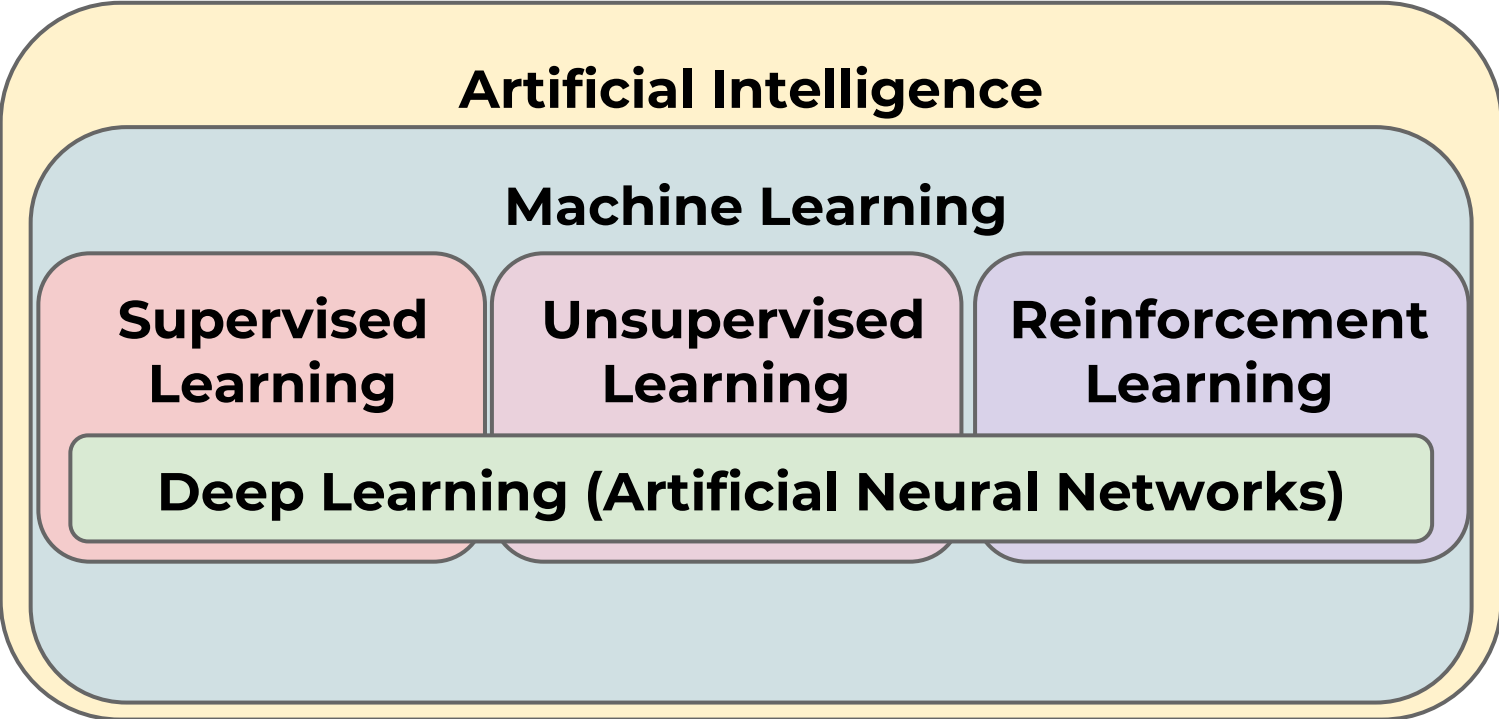 Artificial Intelligence
Machine Learning
Supervised
Learning
Unsupervised
Learning
Reinforcement
Learning
Deep Learning (Artificial Neural Networks)